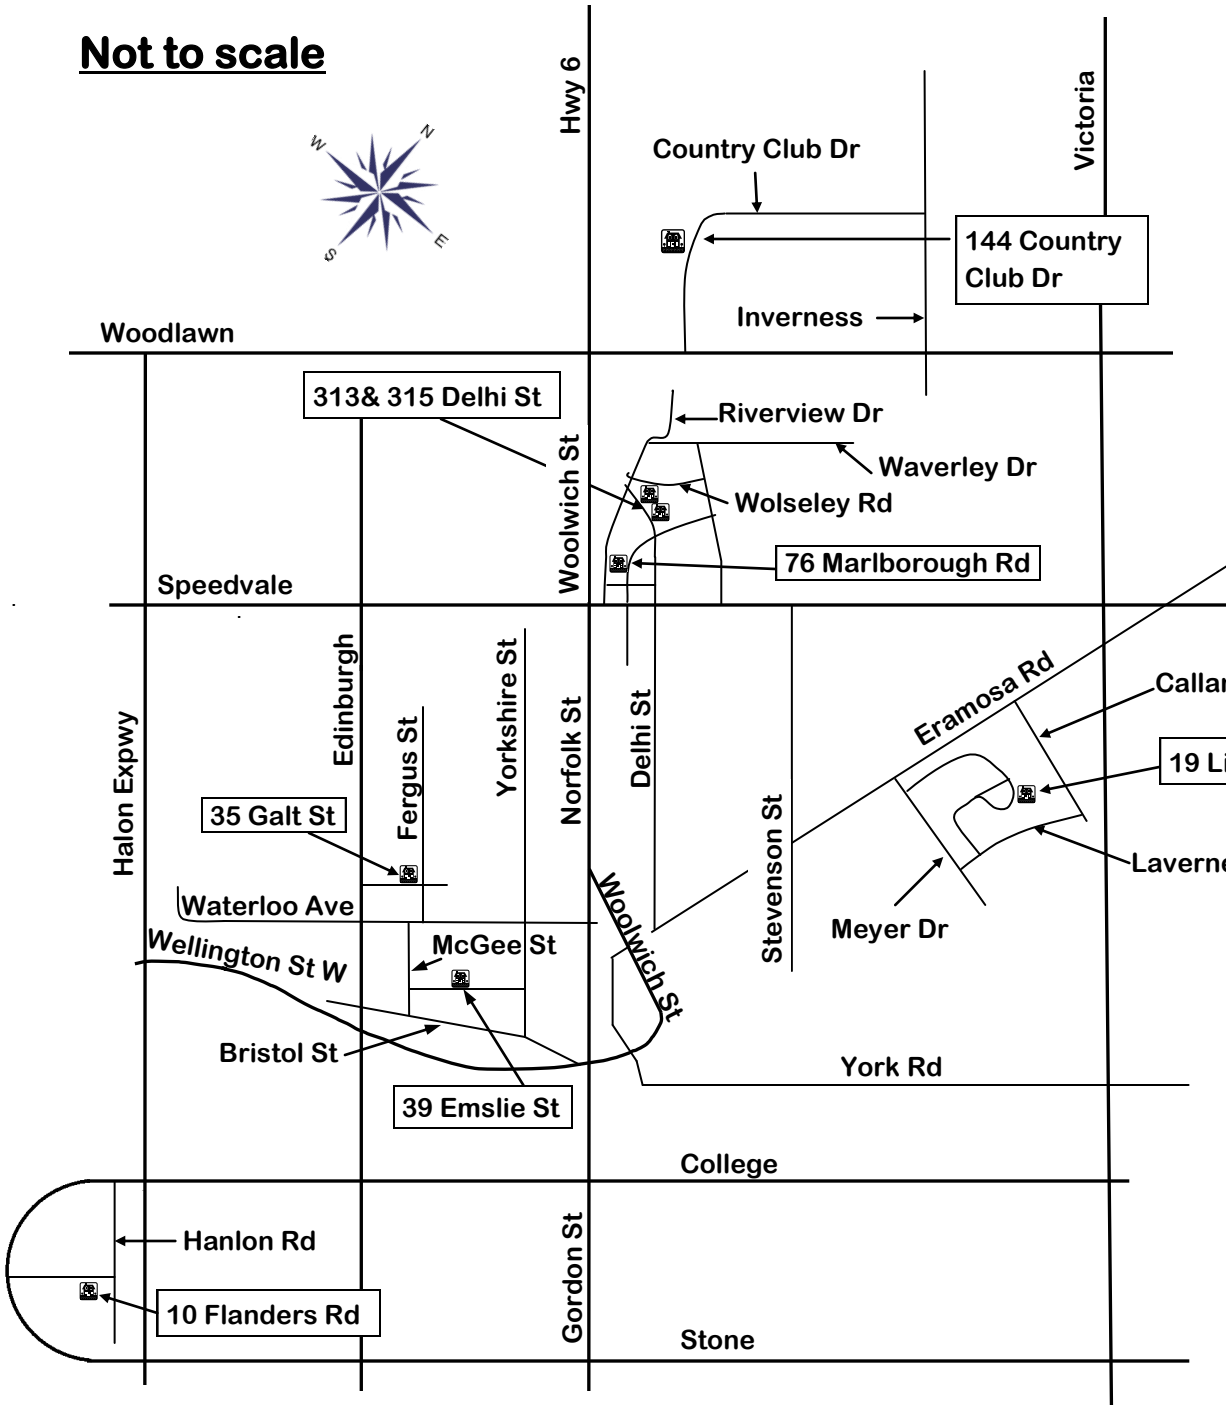 Not to scale
N
W
E
S
Hwy 6
Victoria
Country Club Dr
144 Country
Club Dr
Inverness
Woodlawn
313& 315 Delhi St
Riverview Dr
Waverley Dr
Wolseley Rd
Woolwich St
76 Marlborough Rd
Speedvale
Edinburgh
Yorkshire St
Norfolk St
Delhi St
Eramosa Rd
Callan
19 Li
Halon Expwy
Fergus St
35 Galt St
Stevenson St
Laverne
Meyer Dr
Waterloo Ave
Woolwich St
McGee St
Wellington St W
Bristol St
York Rd
39 Emslie St
College
Hanlon Rd
Gordon St
10 Flanders Rd
Stone